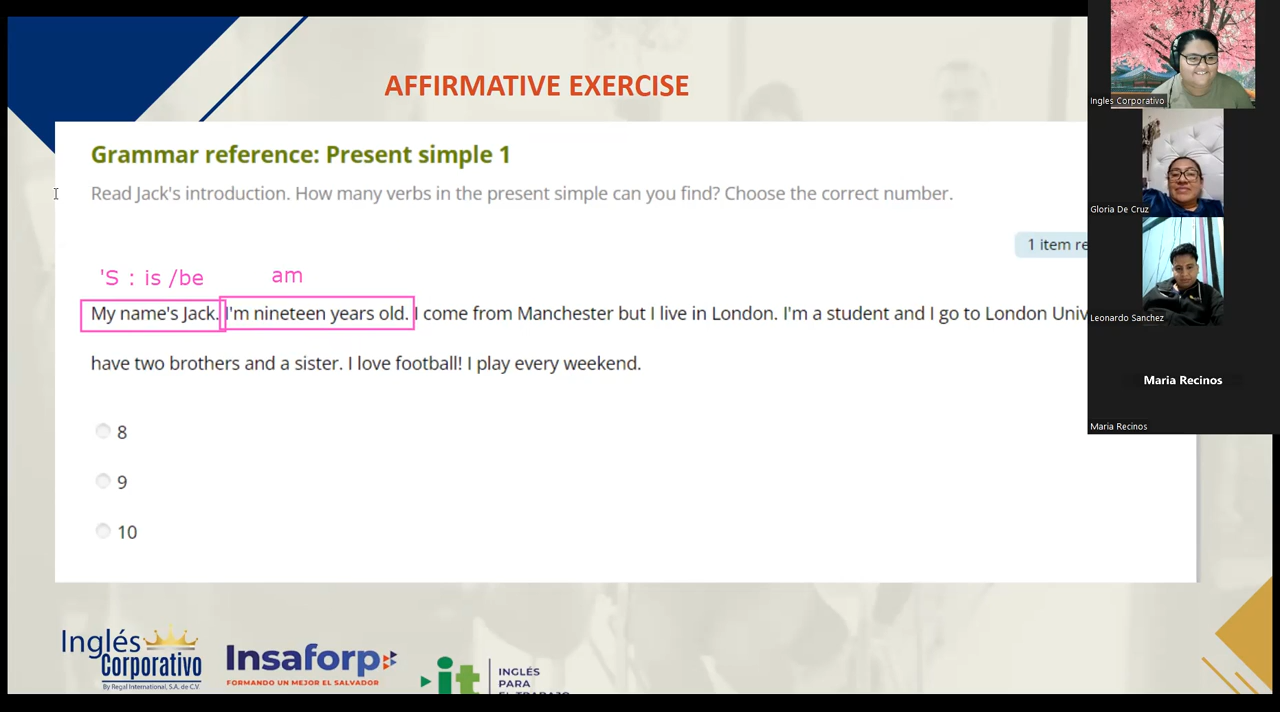 AFFIRMATIVE EXERCISE
Grammar reference: Present simple 1
Read Jack's introduction. How many verbs in the present simple can you find? Choose the correct number.
1 item re
'S : is /be am
My name's Jack. I'm nineteen years old. I come from Manchester but I live in London. I'm a student and I go to London Univ
have two brothers and a sister. I love football! I play every weekend.
8
9
10
Ingles Corporativo
Gloria De Cruz
Leonardo Sanchez
Maria Recinos
Maria Recinos
Inglés
Corporativo
By Regal International, S.A. de C.V.
Insaforp
FORMANDO UN MEJOR EL SALVADOR
it
INGLÉS
PARA
EL TRABAJO